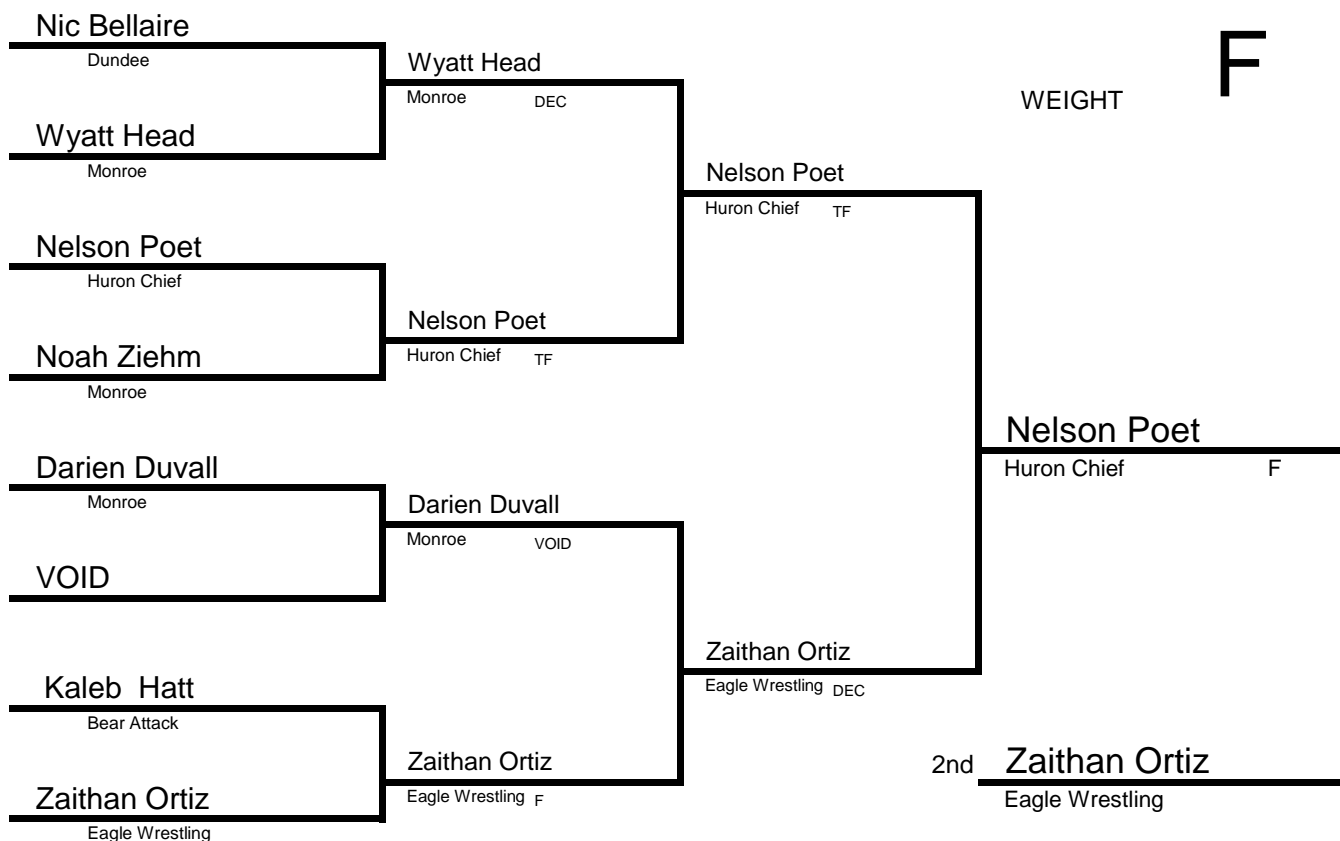 Nic Bellaire
Dundee
Wyatt Head
Monroe DEC
F
WEIGHT
Wyatt Head
Monroe
Nelson Poet
Huron Chief TF
Nelson Poet
Huron Chief
Nelson Poet
Huron Chief TF
Noah Ziehm
Monroe
Nelson Poet
Huron Chief F
Darien Duvall
Monroe
Darien Duvall
Monroe VOID
VOID
Zaithan Ortiz
Eagle Wrestling DEC
Kaleb Hatt
Bear Attack
Zaithan Ortiz
Eagle Wrestling F
2nd Zaithan Ortiz
Eagle Wrestling
Zaithan Ortiz
Eagle Wrestling